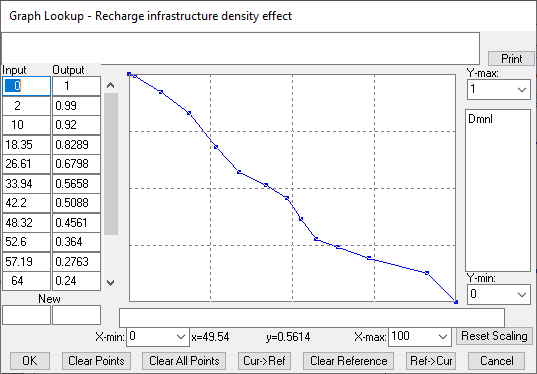 Graph Lookup - Recharge infrastructure density effect
Print
Input Output
Y-max:
0 1
1
2 0.99
Dmnl
10 0.92
18.35 0.8289
26.61 0.6798
33.94 0.5658
42.2 0.5088
48.32 0.4561
52.6 0.364
57.19 0.2763
Y-min:
64 0.24
0
New
X-min: 0 x=49.54 y=0.5614 X-max: 100 Reset Scaling
OK Clear Points Clear All Points Cur->Ref Clear Reference Ref->Cur Cancel